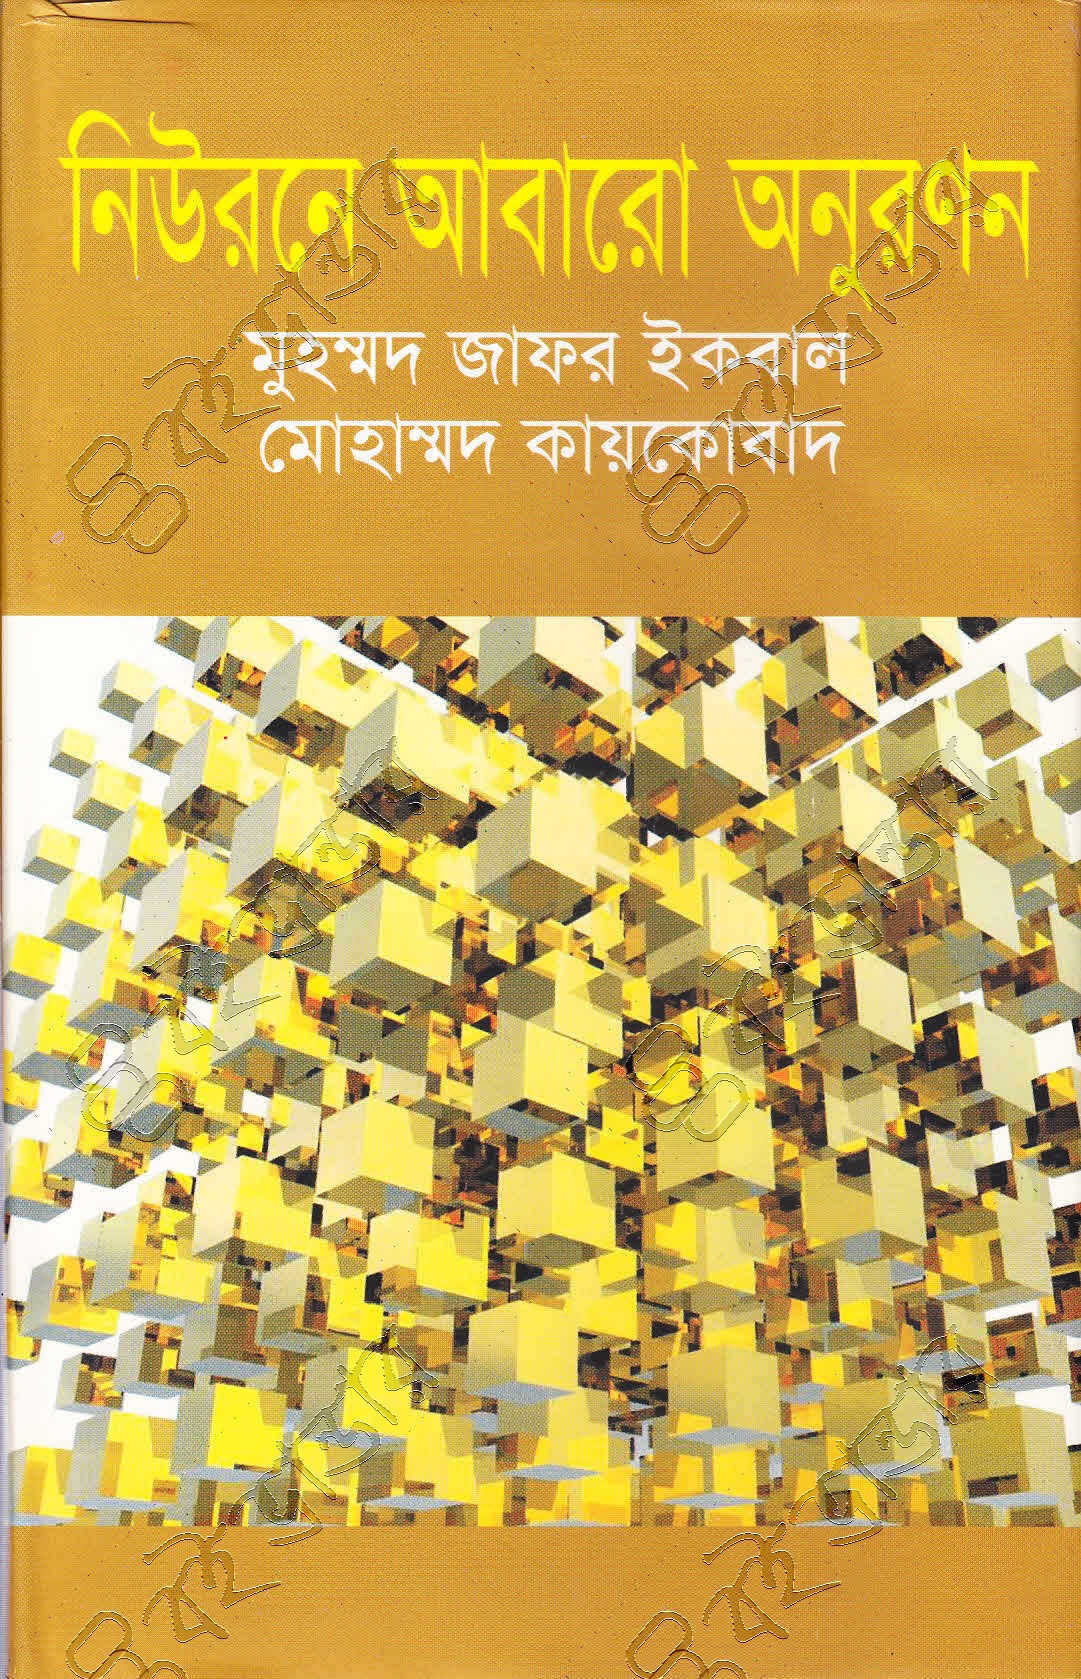 নিউরনে আবারো অনুরণন
মুহম্মদ জাফর ইকবাল
মোহাম্মদ কায়কোবাদ